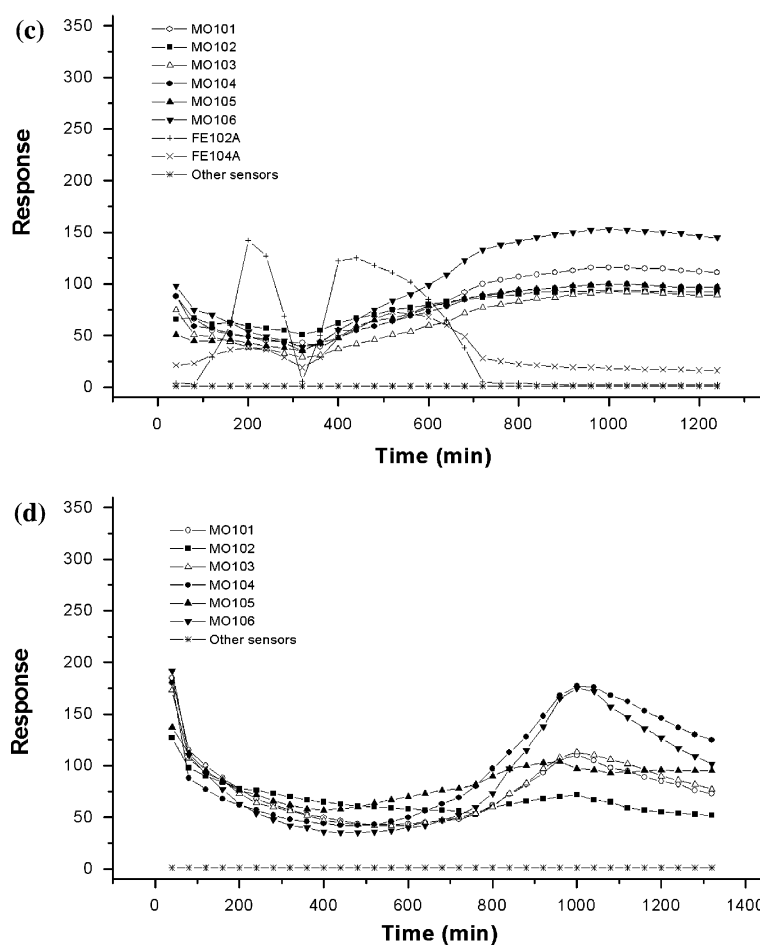 (c)
350
300
250
200
150
100
50
0
Response
MO101
MO102
MO103
MO104
MO105
MO106
FE102A
FE104A
Other sensors
0 200 400 600 800 1000 1200
Time (min)
(d)
350
300
250
200
150
100
50
0
Response
MO101
MO102
MO103
MO104
MO105
MO106
Other sensors
0 200 400 600 800 1000 1200 1400
Time (min)